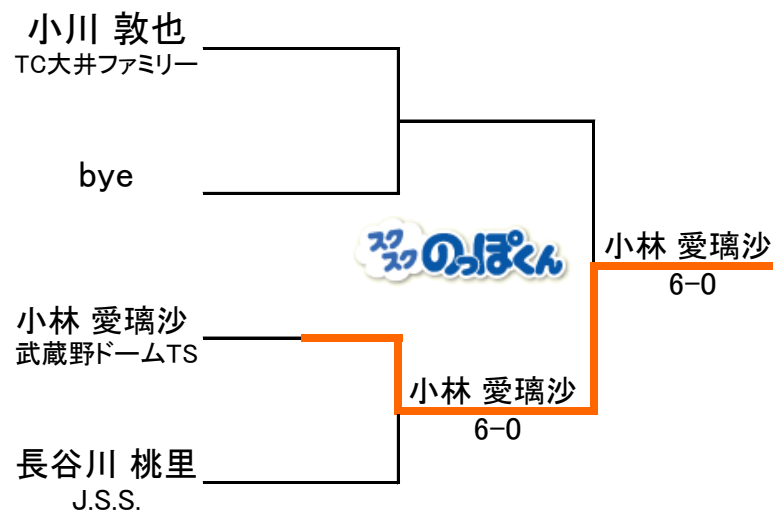 小川 敦也
TC大井ファミリー
bye
スク
スク のっぽくん
小林 愛璃沙
6-0
小林 愛璃沙
武蔵野ドームTS
小林 愛璃沙
6-0
長谷川 桃里
J.S.S.